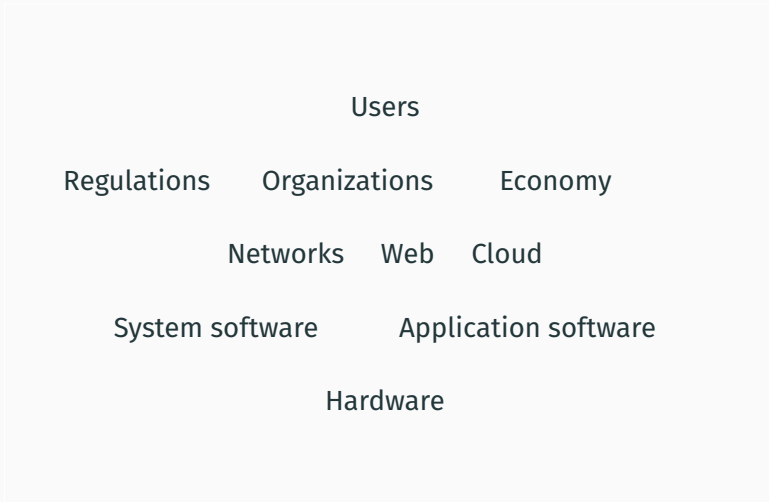 Users
Regulations Organizations Economy
Networks Web Cloud
System software Application software
Hardware